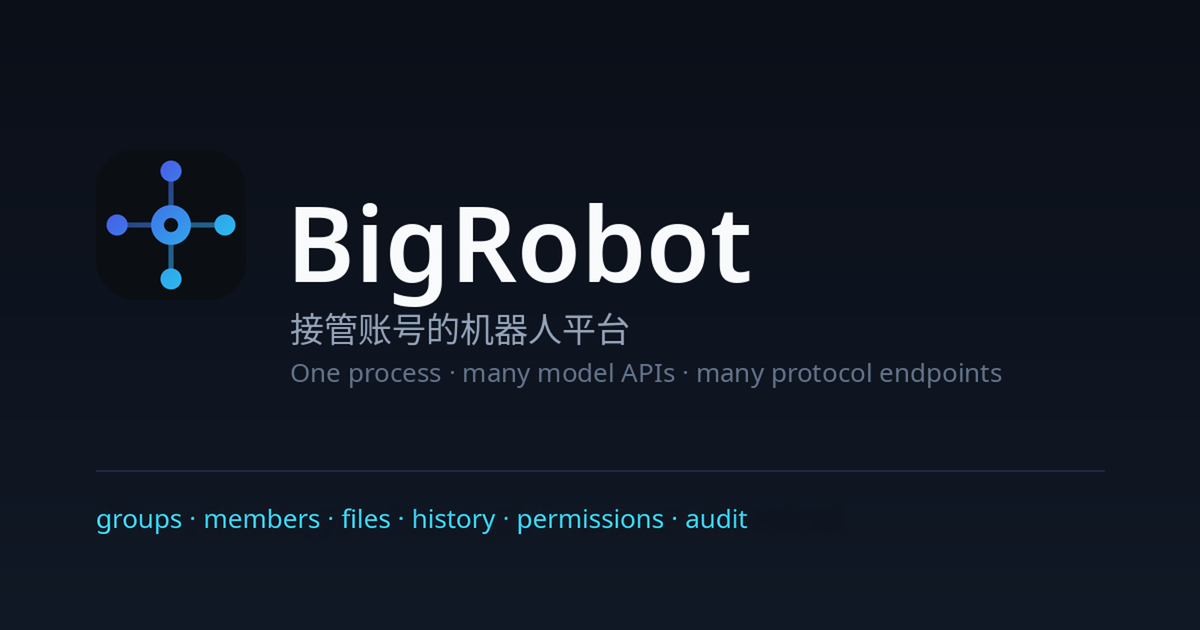 BigRobot
接管账号的机器人平台
One process · many model APIs · many protocol endpoints
groups · members · files · history · permissions · audit